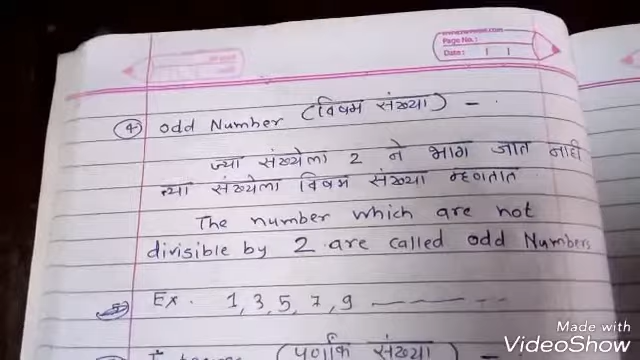 Page No.:
Date:
4 odd Number (विषम संख्या) –
ज्या संख्येला 2 ने भाग जात नाही
त्या संख्येला विषम संख्या म्हणतात
The number which are not
divisible by 2 are called odd Numbers
Ex. 1, 3, 5, 7, 9 ———
(पूर्णांक संख्या) –
Made with
VideoShow